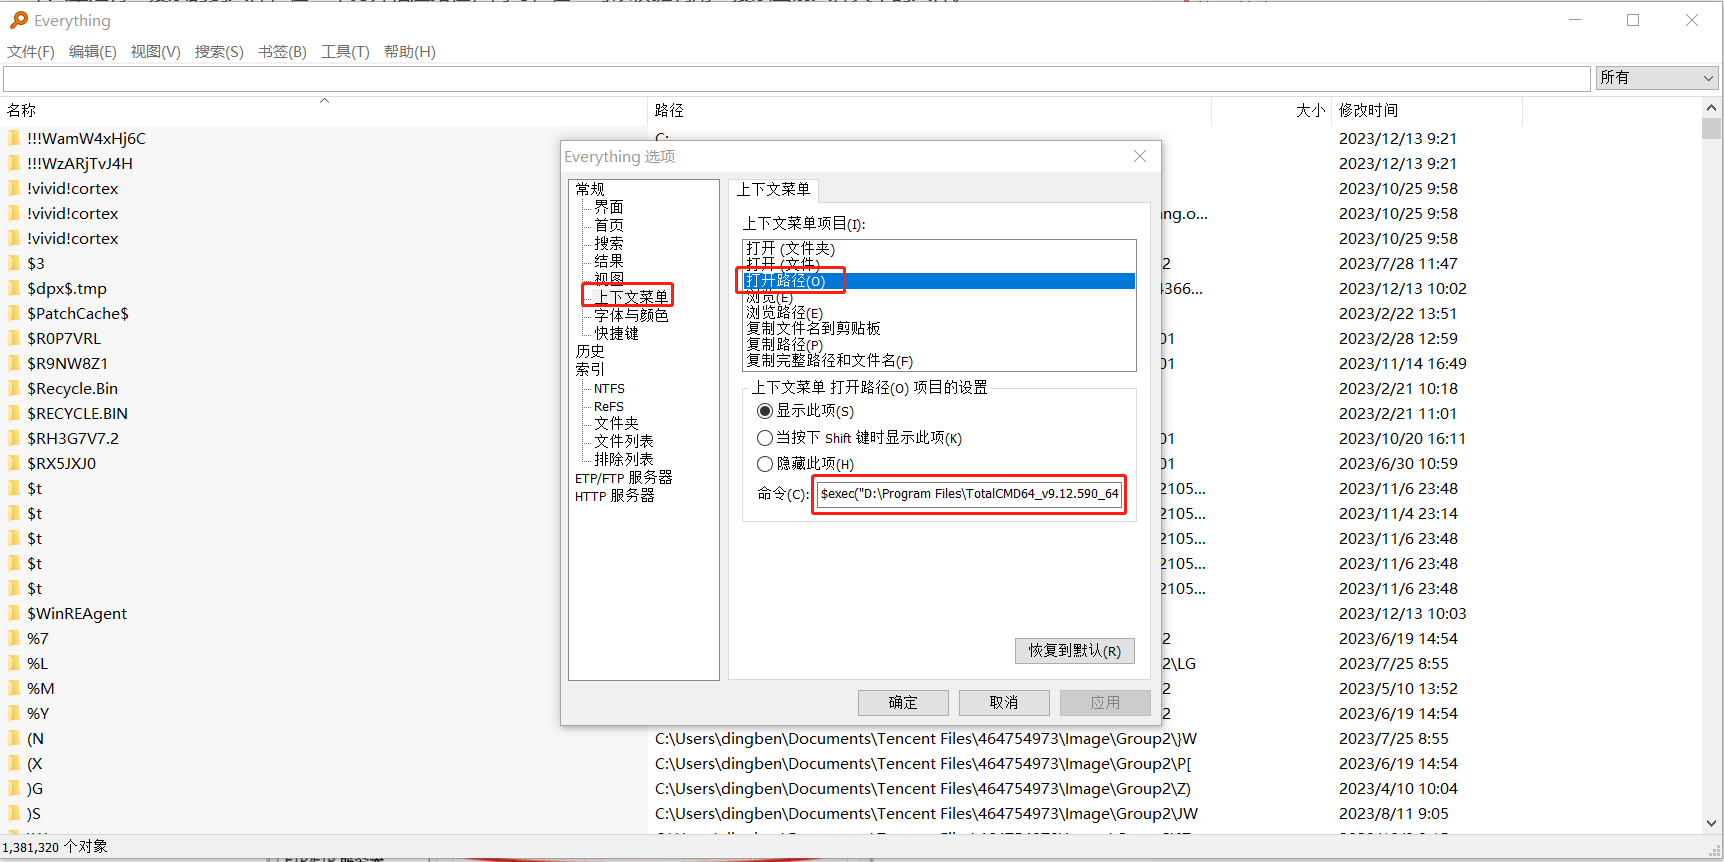 Everything
文件(F) 编辑(E) 视图(V) 搜索(S) 书签(B) 工具(T) 帮助(H)
所有
名称 路径 大小 修改时间
!!!WamW4xHj6C C: 2023/12/13 9:21
!!!WzARjTvJ4H 2023/12/13 9:21
!vivid!cortex 2023/10/25 9:58
!vivid!cortex ang.o... 2023/10/25 9:58
!vivid!cortex 2023/10/25 9:58
$3 2 2023/7/28 11:47
$dpx$.tmp 4366... 2023/12/13 10:02
$PatchCache$ 2023/2/22 13:51
$R0P7VRL 01 2023/2/28 12:59
$R9NW8Z1 01 2023/11/14 16:49
$Recycle.Bin 2023/2/21 10:18
$RECYCLE.BIN 2023/2/21 11:01
$RH3G7V7.2 01 2023/10/20 16:11
$RX5JXJ0 01 2023/6/30 10:59
$t 2105... 2023/11/6 23:48
$t 2105... 2023/11/4 23:14
$t 2105... 2023/11/6 23:48
$t 2105... 2023/11/6 23:48
$t 2105... 2023/11/6 23:48
$WinREAgent 2023/12/13 10:03
%7 2 2023/6/19 14:54
%L 2\LG 2023/7/25 8:55
%M 2 2023/5/10 13:52
%Y 2 2023/6/19 14:54
(N C:\Users\dingben\Documents\Tencent Files\464754973\Image\Group2\}W 2023/7/25 8:55
(X C:\Users\dingben\Documents\Tencent Files\464754973\Image\Group2\P[ 2023/6/19 14:54
)G C:\Users\dingben\Documents\Tencent Files\464754973\Image\Group2\Z) 2023/4/10 10:04
)S C:\Users\dingben\Documents\Tencent Files\464754973\Image\Group2\JW 2023/8/11 9:05
1,381,320 个对象
Everything 选项
常规
界面
首页
搜索
结果
视图
上下文菜单
字体与颜色
快捷键
历史
索引
NTFS
ReFS
文件夹
文件列表
排除列表
ETP/FTP 服务器
HTTP 服务器
上下文菜单
上下文菜单项目(I):
打开 (文件夹)
打开 (文件)
打开路径(O)
浏览(E)
浏览路径(E)
复制文件名到剪贴板
复制路径(P)
复制完整路径和文件名(F)
上下文菜单 打开路径(O) 项目的设置
显示此项(S)
当按下 Shift 键时显示此项(K)
隐藏此项(H)
命令(C): $exec("D:\Program Files\TotalCMD64_v9.12.590_64
恢复到默认(R)
确定 取消 应用